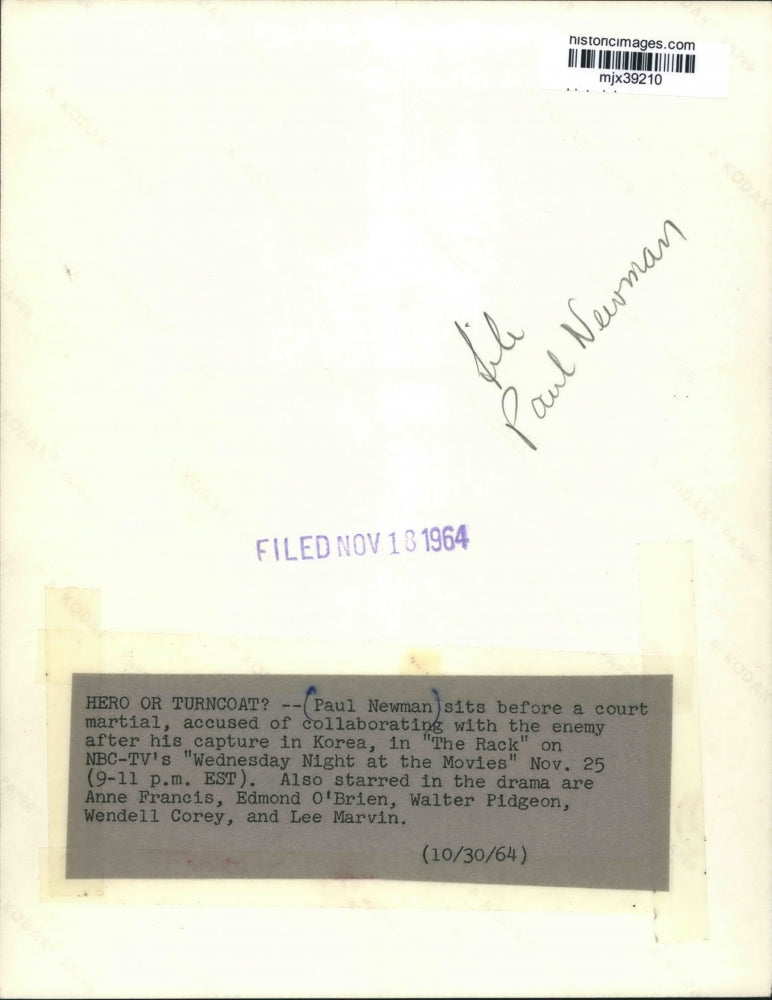 historicimages.com
mjx39210
file
Paul Newman
FILED NOV 18 1964
HERO OR TURNCOAT? --(Paul Newman) sits before a court
martial, accused of collaborating with the enemy
after his capture in Korea, in "The Rack" on
NBC-TV's "Wednesday Night at the Movies" Nov. 25
(9-11 p.m. EST).  Also starred in the drama are
Anne Francis, Edmond O'Brien, Walter Pidgeon,
Wendell Corey, and Lee Marvin.
(10/30/64)